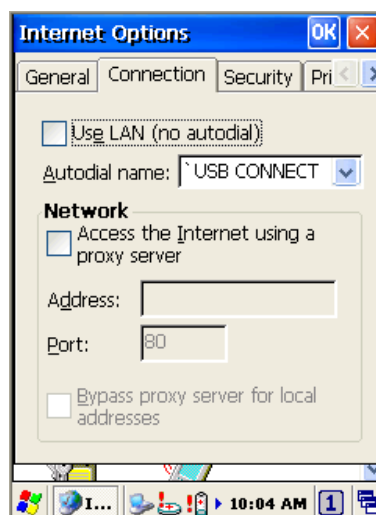 Internet Options OK
General Connection Security Pri
Use LAN (no autodial)
Autodial name: `USB CONNECT
Network
Access the Internet using a
proxy server
Address:
Port: 80
Bypass proxy server for local
addresses
I... 10:04 AM 1